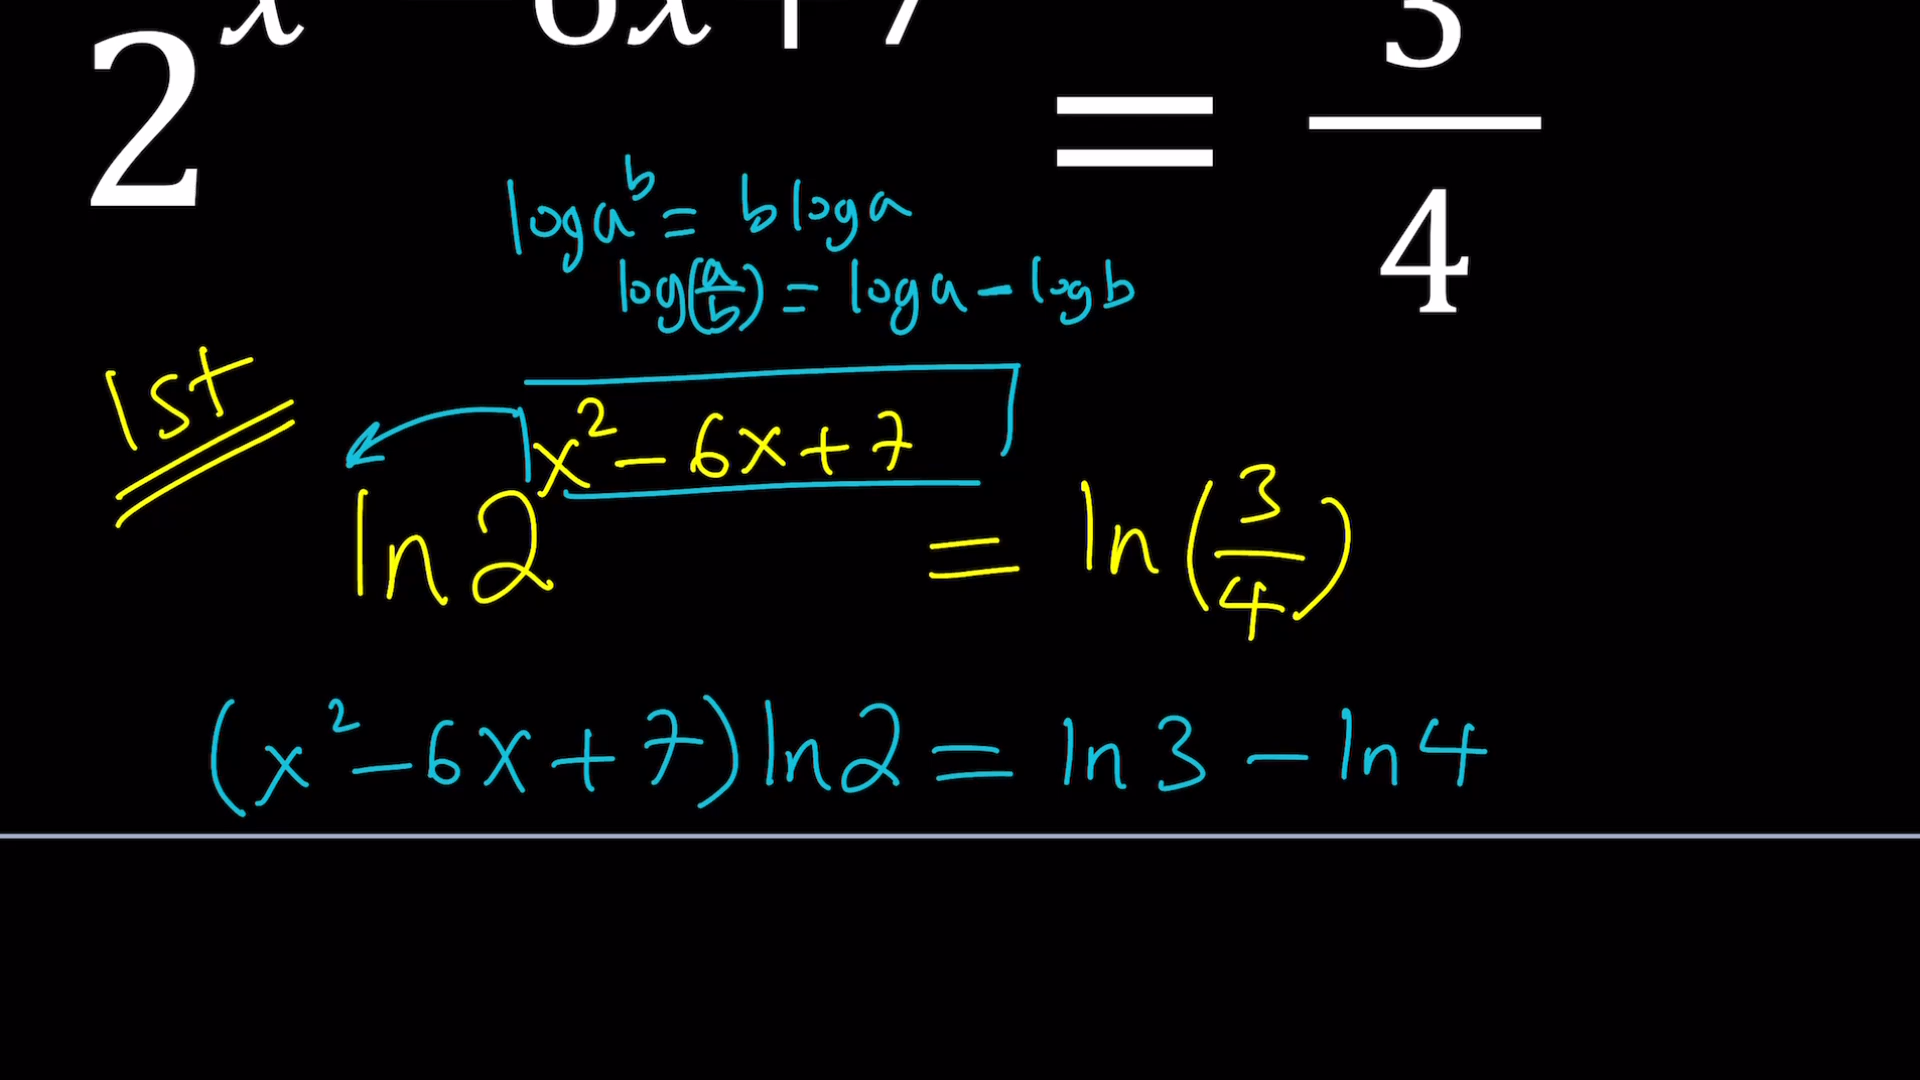 2^x - 6x + 7 = 3/4
log a^b = b log a
log(a/b) = log a - log b
1st
ln 2^(x^2 - 6x + 7) = ln(3/4)
(x^2 - 6x + 7) ln 2 = ln 3 - ln 4